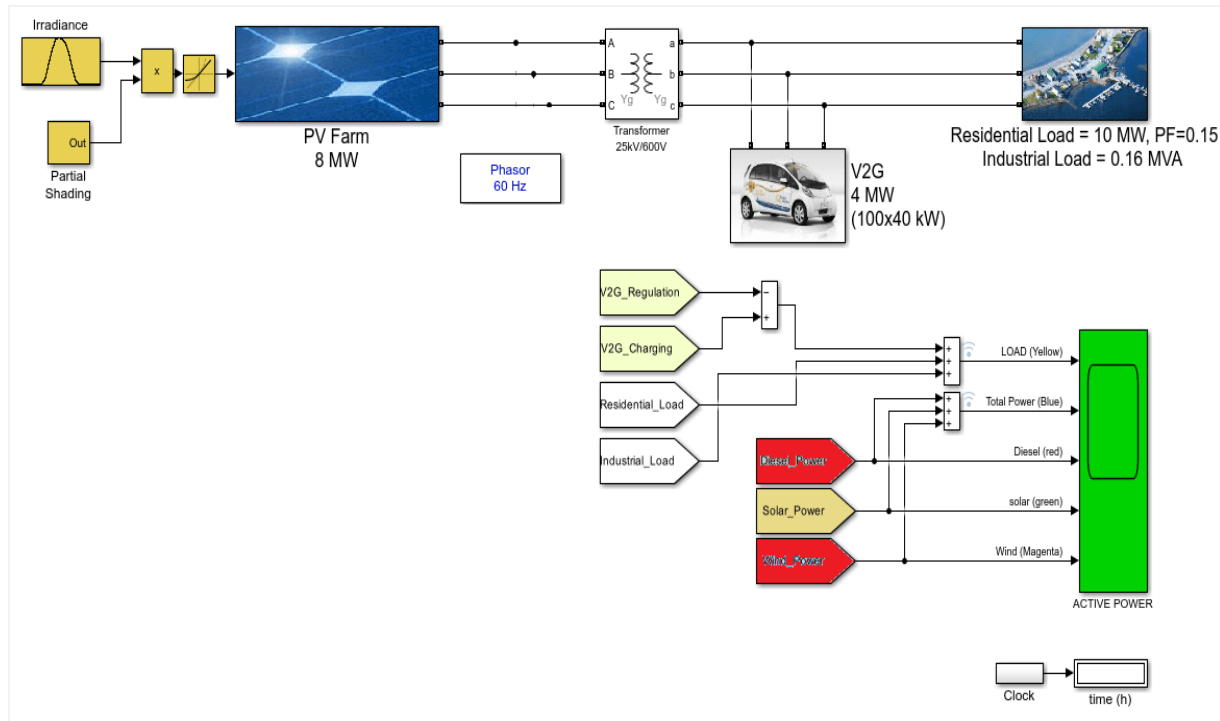 Irradiance
x
Out
Partial
Shading
PV Farm
8 MW
Phasor
60 Hz
A
B
C
Yg
Yg
a
b
c
Transformer
25kV/600V
V2G
4 MW
(100x40 kW)
Residential Load = 10 MW, PF=0.15
Industrial Load = 0.16 MVA
V2G_Regulation
V2G_Charging
Residential_Load
Industrial_Load
Diesel_Power
Solar_Power
Wind_Power
−
+
+
+
+
+
+
+
LOAD (Yellow)
Total Power (Blue)
Diesel (red)
solar (green)
Wind (Magenta)
ACTIVE POWER
Clock
time (h)